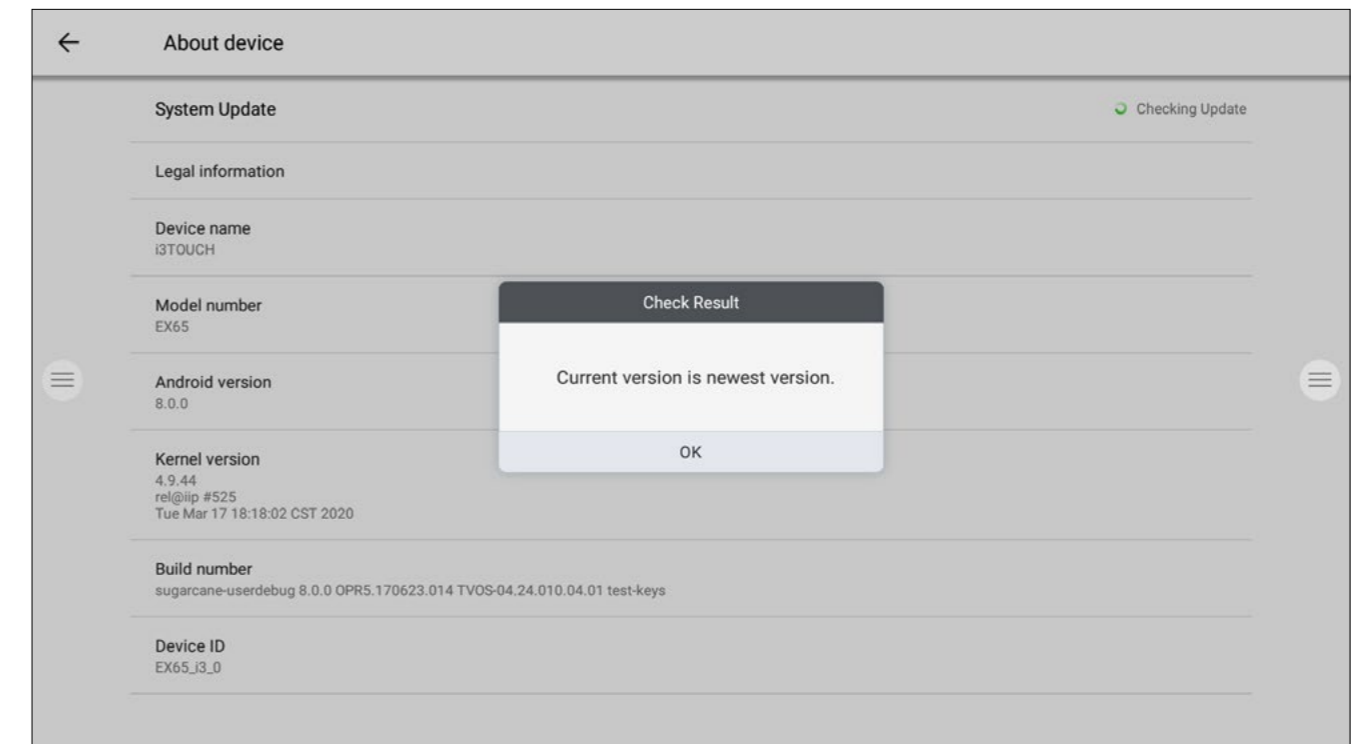 About device
System Update
Checking Update
Legal information
Device name
i3TOUCH
Model number
EX65
Android version
8.0.0
Kernel version
4.9.44
rel@iip #525
Tue Mar 17 18:18:02 CST 2020
Build number
sugarcane-userdebug 8.0.0 OPR5.170623.014 TVOS-04.24.010.04.01 test-keys
Device ID
EX65_i3_0
Check Result
Current version is newest version.
OK